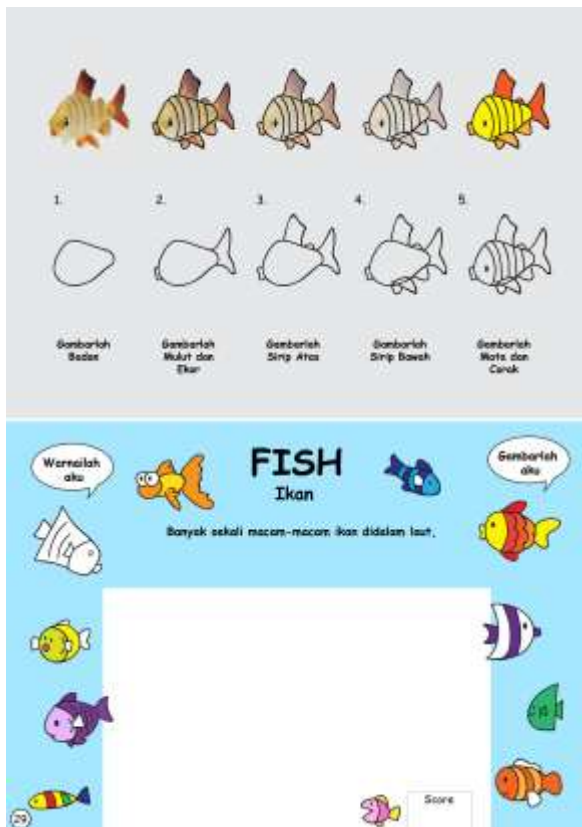 1. 2. 3. 4. 5.
Gambarlah Badan
Gambarlah Mulut dan Ekor
Gambarlah Sirip Atas
Gambarlah Sirip Bawah
Gambarlah Mata dan Corak
Warnailah aku
FISH
Ikan
Gambarlah aku
Banyak sekali macam-macam ikan didalam laut.
Score
29